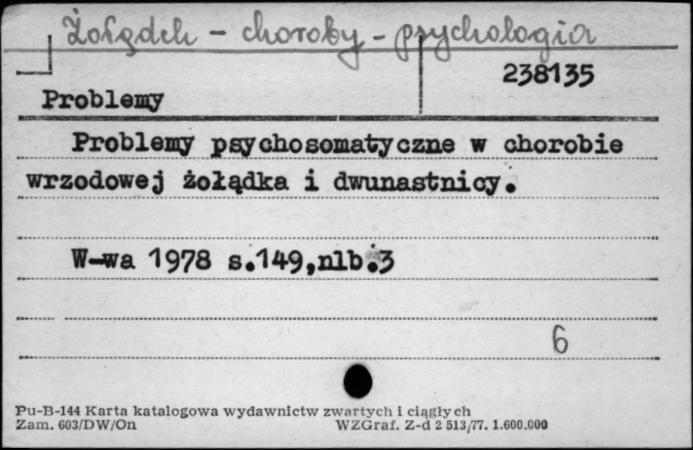 Żołądek - choroby - psychologia
238135
Problemy
Problemy psychosomatyczne w chorobie
wrzodowej żołądka i dwunastnicy.
W-wa 1978 s.149,nlb.3
6
Pu-B-144 Karta katalogowa wydawnictw zwartych i ciągłych
Zam. 603/DW/On WZGraf. Z-d 2 513/77. 1.600.000